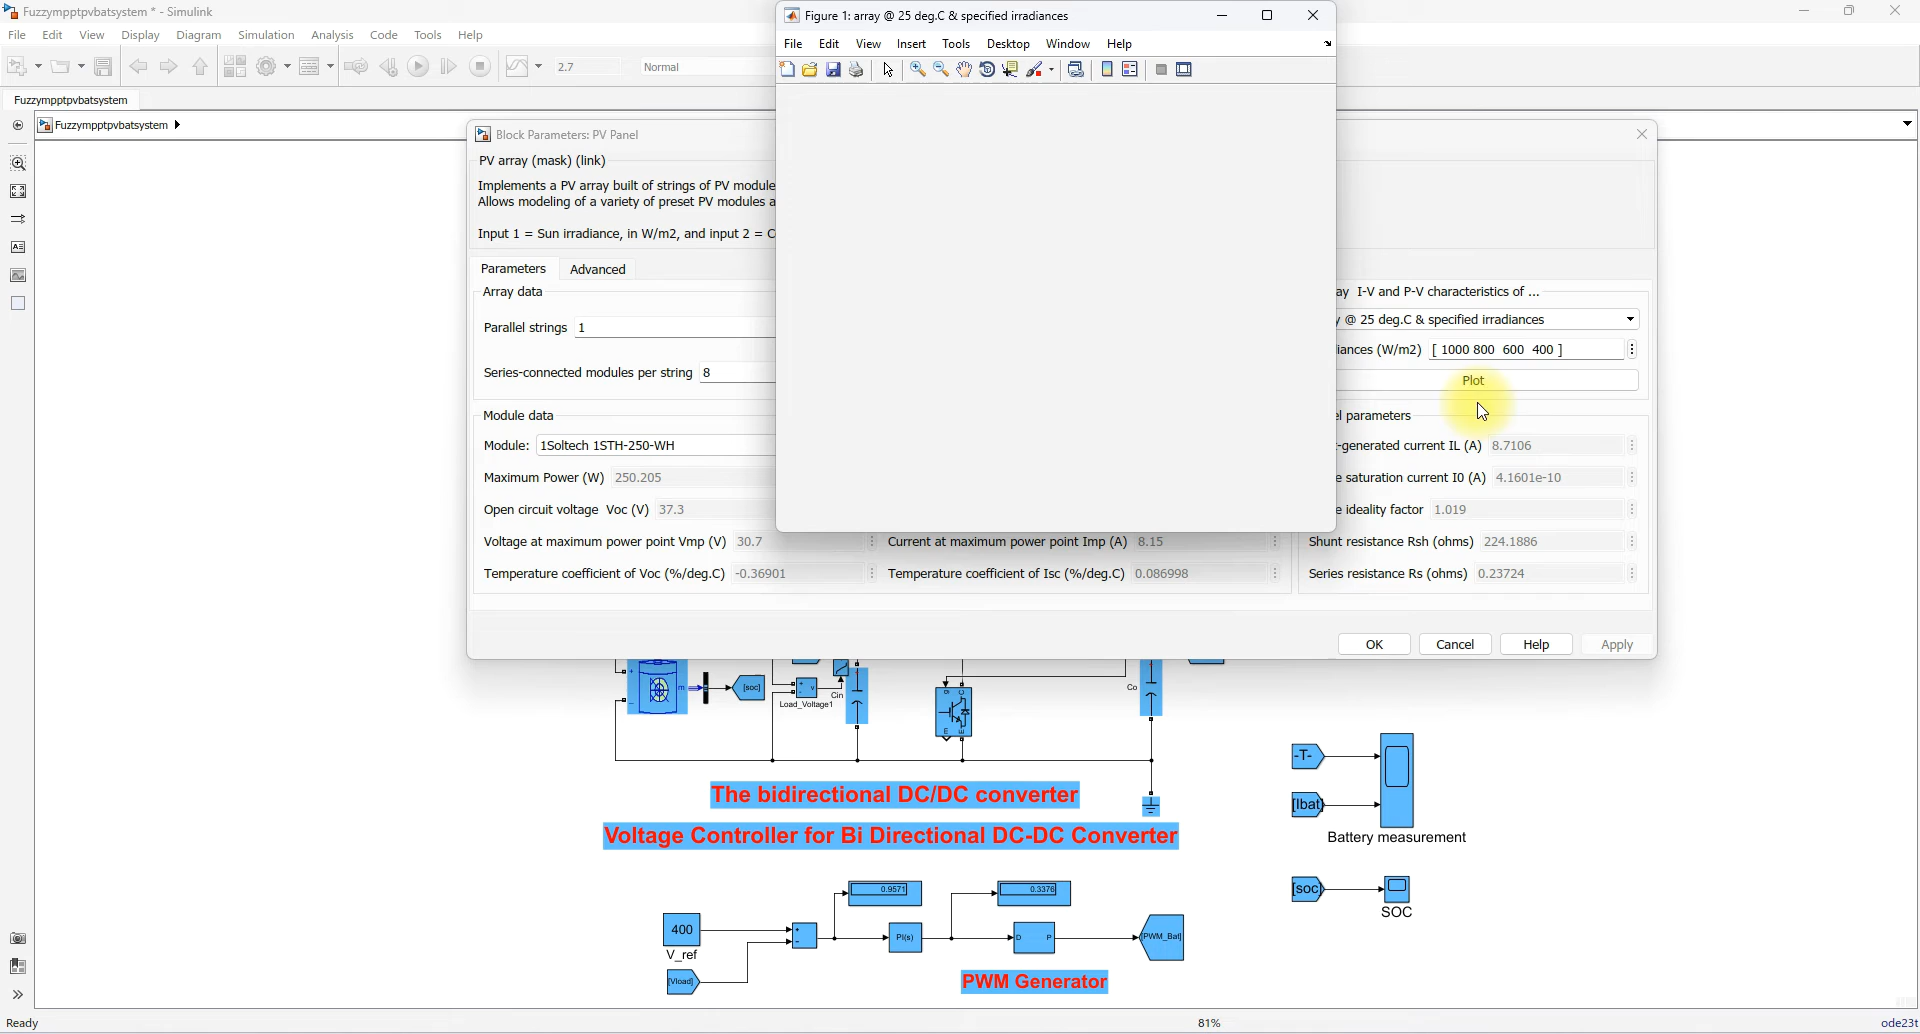 Fuzzympptpvbatsystem * - Simulink
File Edit View Display Diagram Simulation Analysis Code Tools Help
2.7 Normal
Fuzzympptpvbatsystem
Fuzzympptpvbatsystem
Figure 1: array @ 25 deg.C & specified irradiances
File Edit View Insert Tools Desktop Window Help
Block Parameters: PV Panel
PV array (mask) (link)
Implements a PV array built of strings of PV module
Allows modeling of a variety of preset PV modules a
Input 1 = Sun irradiance, in W/m2, and input 2 = C
Parameters Advanced
Array data
Parallel strings 1
Series-connected modules per string 8
ay I-V and P-V characteristics of ...
y @ 25 deg.C & specified irradiances
iances (W/m2) [ 1000 800 600 400 ]
Plot
Module data
Module: 1Soltech 1STH-250-WH
Maximum Power (W) 250.205
Open circuit voltage Voc (V) 37.3
Voltage at maximum power point Vmp (V) 30.7
Current at maximum power point Imp (A) 8.15
Temperature coefficient of Voc (%/deg.C) -0.36901
Temperature coefficient of Isc (%/deg.C) 0.086998
el parameters
-generated current IL (A) 8.7106
e saturation current I0 (A) 4.1601e-10
e ideality factor 1.019
Shunt resistance Rsh (ohms) 224.1886
Series resistance Rs (ohms) 0.23724
OK Cancel Help Apply
m
[soc]
Load_Voltage1
Cin
Co
The bidirectional DC/DC converter
Voltage Controller for Bi Directional DC-DC Converter
0.9571
0.3376
400
V_ref
[Vload]
PI(s)
D P
[PWM_Bat]
PWM Generator
-T-
[Ibat]
Battery measurement
[soc]
SOC
Ready 81% ode23t